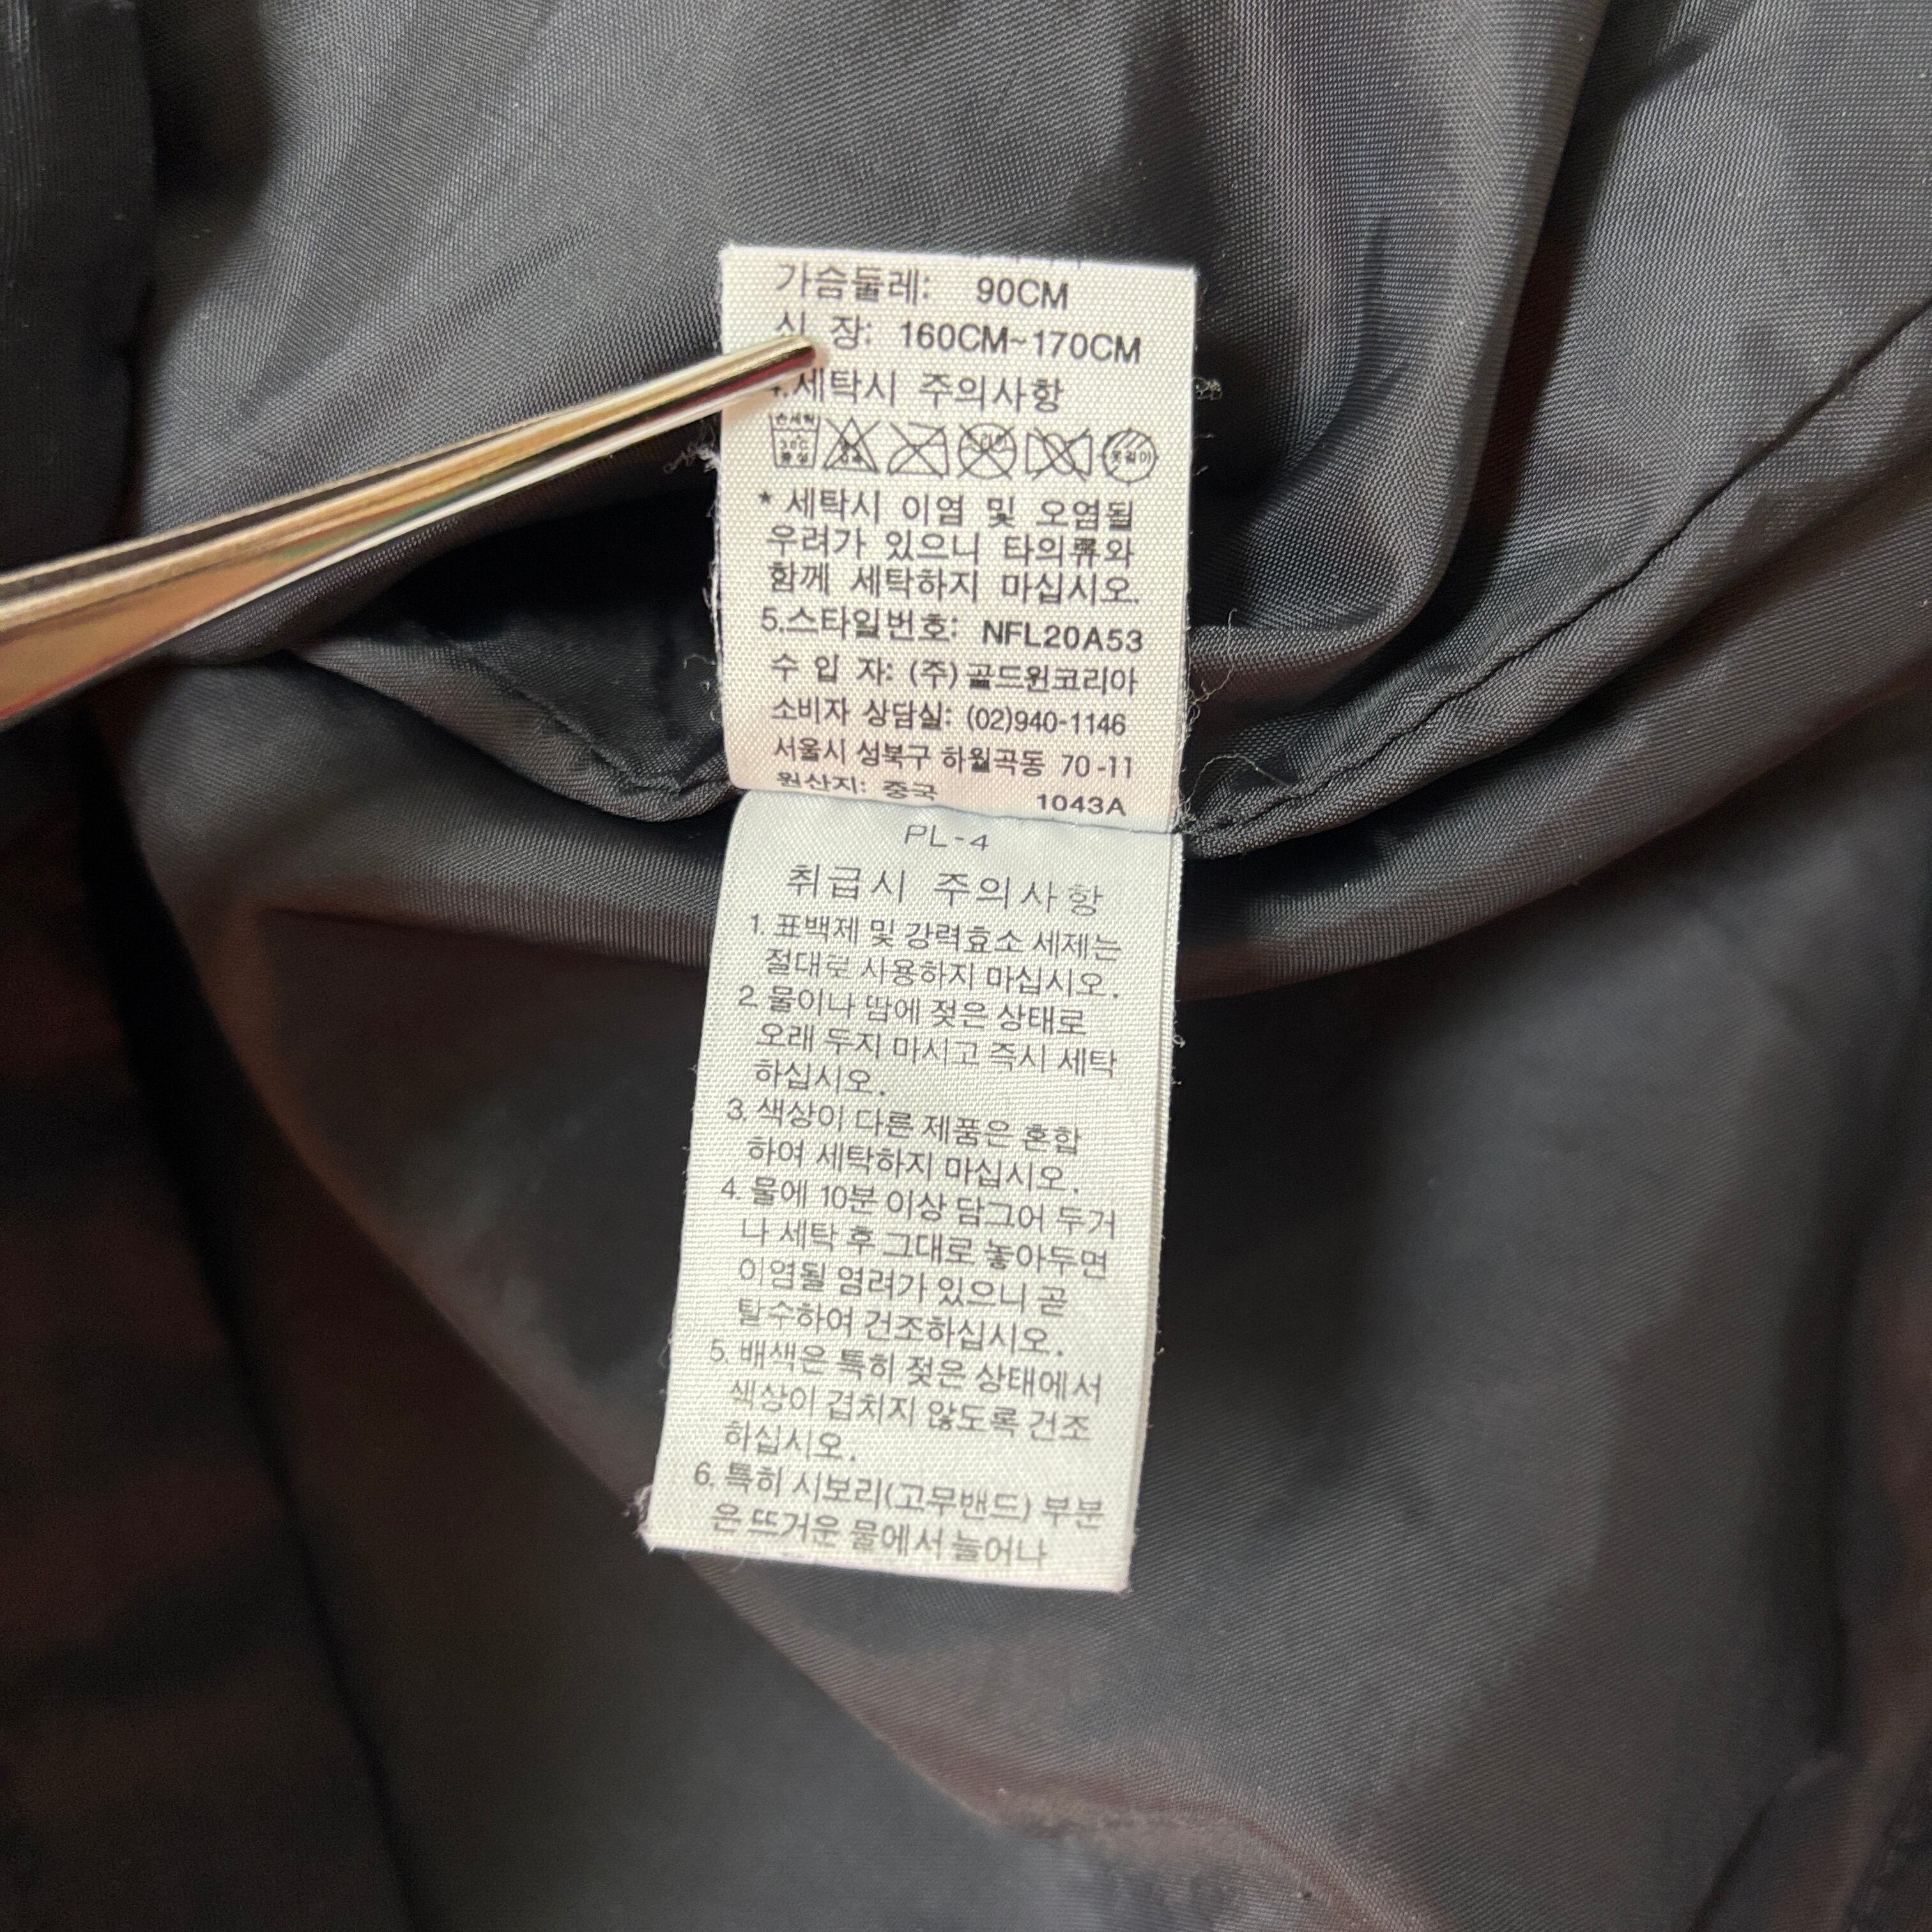 가슴둘레: 90CM
신 장: 160CM~170CM
4.세탁시 주의사항
손세탁 30℃ 중성
옷걸이
* 세탁시 이염 및 오염될
우려가 있으니 타의류와
함께 세탁하지 마십시오.
5.스타일번호: NFL20A53
수 입 자: (주)골드윈코리아
소비자 상담실: (02)940-1146
서울시 성북구 하월곡동 70-11
원산지: 중국 1043A
PL-4
취급시 주의사항
1. 표백제 및 강력효소 세제는
절대로 사용하지 마십시오.
2. 물이나 땀에 젖은 상태로
오래 두지 마시고 즉시 세탁
하십시오.
3. 색상이 다른 제품은 혼합
하여 세탁하지 마십시오.
4. 물에 10분 이상 담그어 두거
나 세탁 후 그대로 놓아두면
이염될 염려가 있으니 곧
탈수하여 건조하십시오.
5. 배색은 특히 젖은 상태에서
색상이 겹치지 않도록 건조
하십시오.
6. 특히 시보리(고무밴드) 부분
은 뜨거운 물에서 늘어나